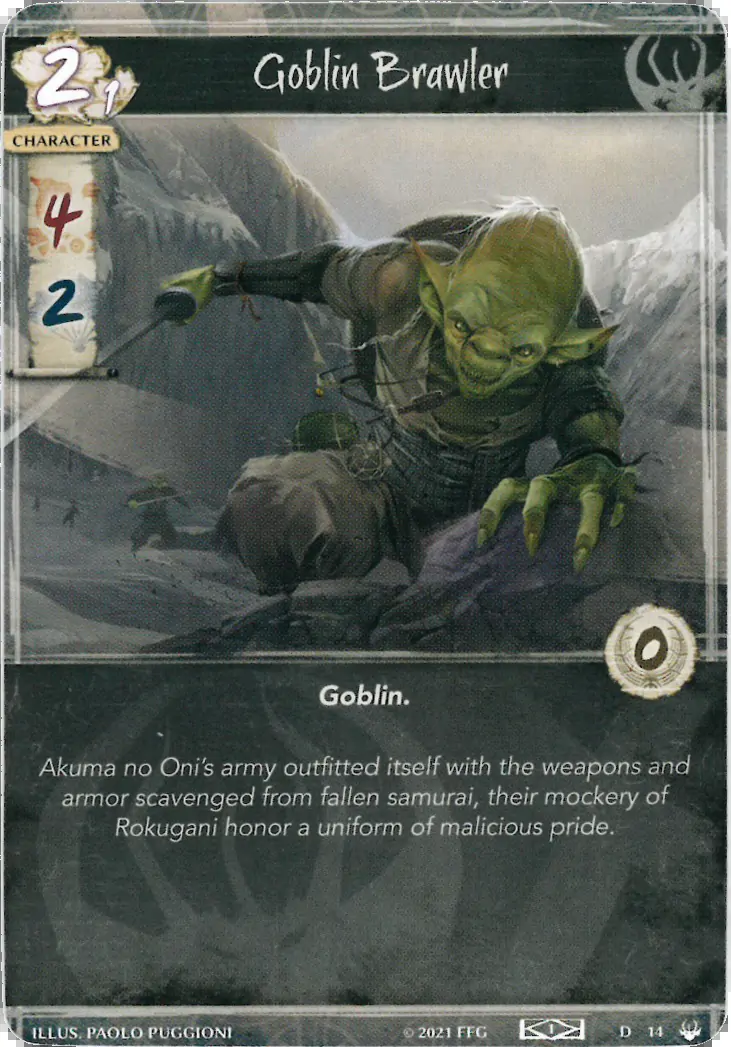 2
1
Goblin Brawler
CHARACTER
4
2
0
Goblin.
Akuma no Oni's army outfitted itself with the weapons and
armor scavenged from fallen samurai, their mockery of
Rokugani honor a uniform of malicious pride.
ILLUS. PAOLO PUGGIONI © 2021 FFG 1 D 14